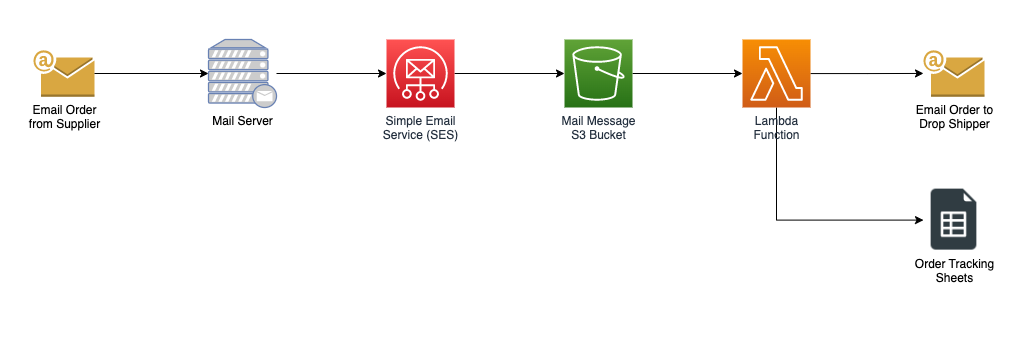 Email Order
from Supplier
Mail Server
Simple Email
Service (SES)
Mail Message
S3 Bucket
Lambda
Function
Email Order to
Drop Shipper
Order Tracking
Sheets